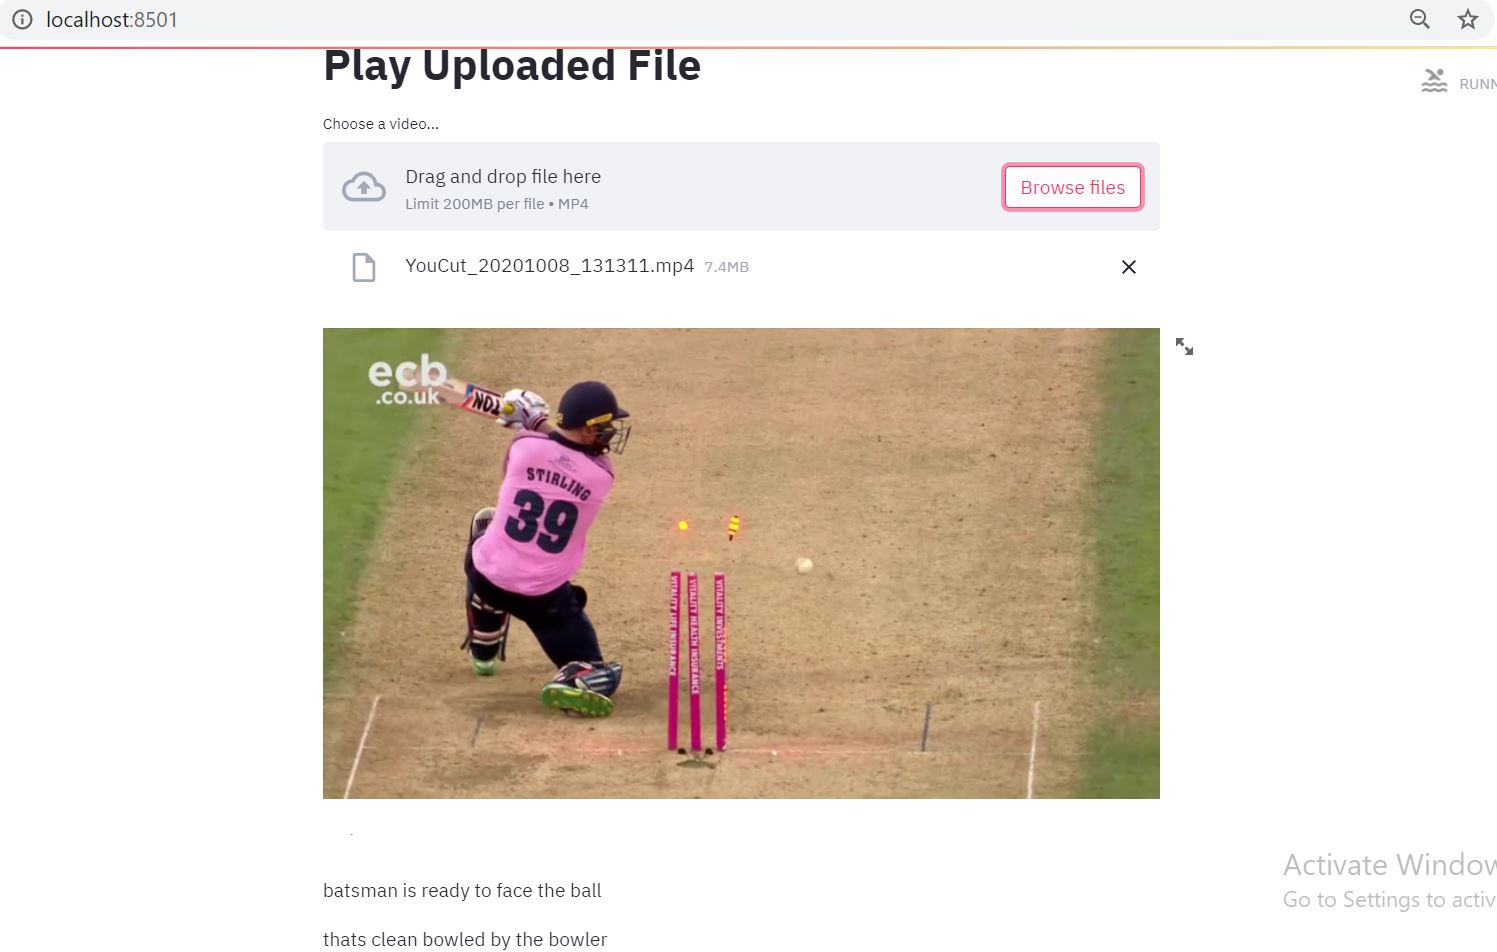 localhost:8501
Play Uploaded File
RUNN
Choose a video...
Drag and drop file here
Limit 200MB per file • MP4
Browse files
YouCut_20201008_131311.mp4 7.4MB
ecb
.co.uk
NOI
STIRLING
39
VITALITY LIFE INSURANCE
VITALITY HEALTH INSURANCE
VITALITY INVESTMENTS
batsman is ready to face the ball
thats clean bowled by the bowler
Activate Window
Go to Settings to activ